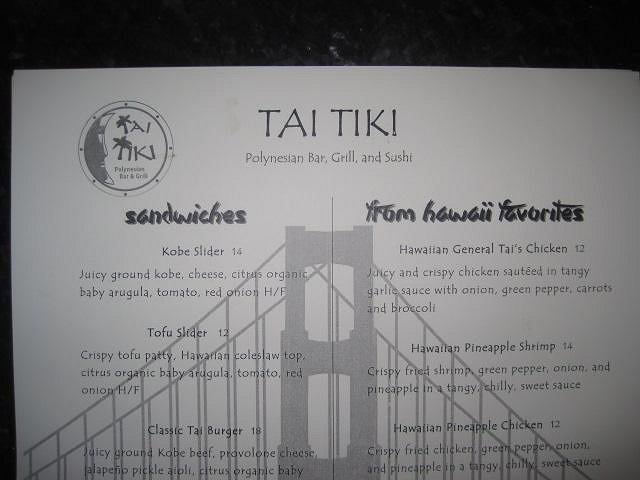 TAI
TIKI
Polynesian
Bar & Grill
TAI TIKI
Polynesian Bar, Grill, and Sushi
sandwiches
Kobe Slider 14
Juicy ground kobe, cheese, citrus organic
baby arugula, tomato, red onion H/F
Tofu Slider 12
Crispy tofu patty, Hawaiian coleslaw top,
citrus organic baby arugula, tomato, red
onion H/F
Classic Tai Burger 18
Juicy ground Kobe beef, provolone cheese,
jalapeño pickle aioli, citrus organic baby
from hawaii favorites
Hawaiian General Tai's Chicken 12
Juicy and crispy chicken sautéed in tangy
garlic sauce with onion, green pepper, carrots
and broccoli
Hawaiian Pineapple Shrimp 14
Crispy fried shrimp, green pepper, onion, and
pineapple in a tangy, chilly, sweet sauce
Hawaiian Pineapple Chicken 12
Crispy fried chicken, green pepper, onion,
and pineapple in a tangy, chilly, sweet sauce